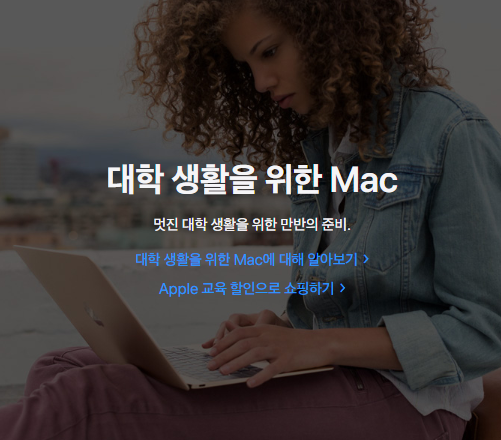 대학 생활을 위한 Mac
멋진 대학 생활을 위한 만반의 준비.
대학 생활을 위한 Mac에 대해 알아보기 >
Apple 교육 할인으로 쇼핑하기 >